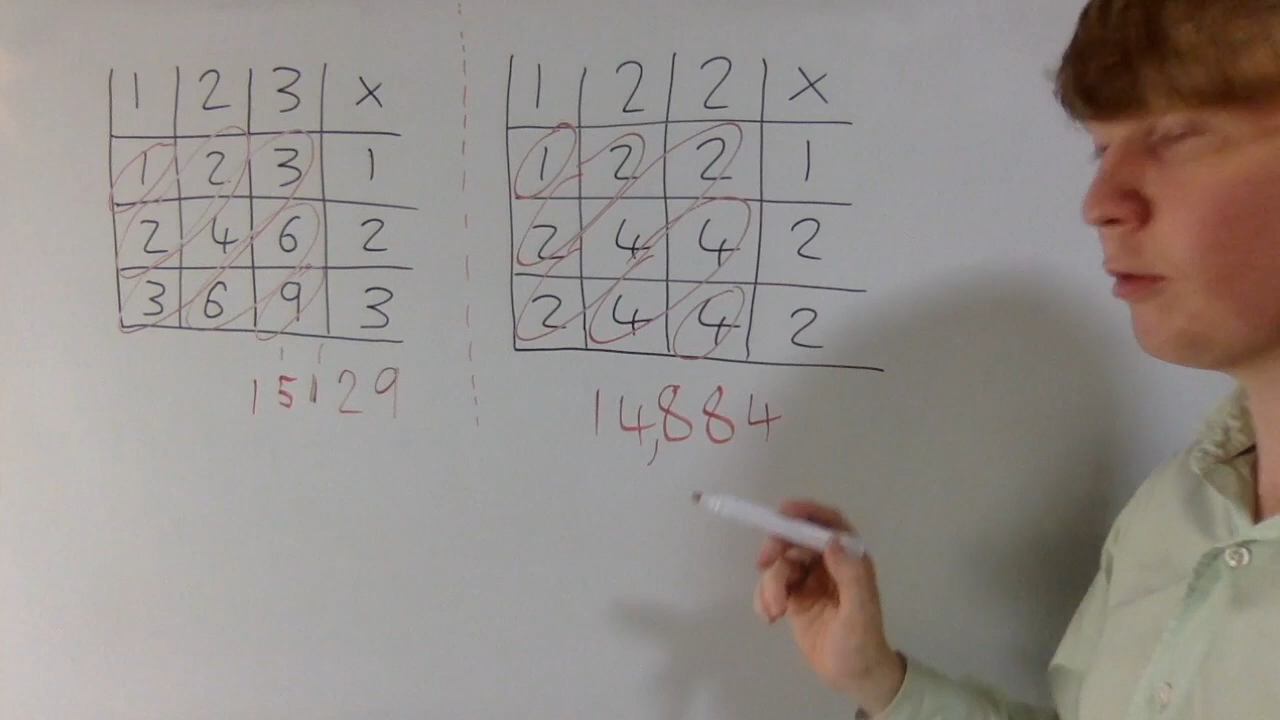 1 2 3 x
1 2 3 1
2 4 6 2
3 6 9 3
15129
1 2 2 x
1 2 2 1
2 4 4 2
2 4 4 2
14,884